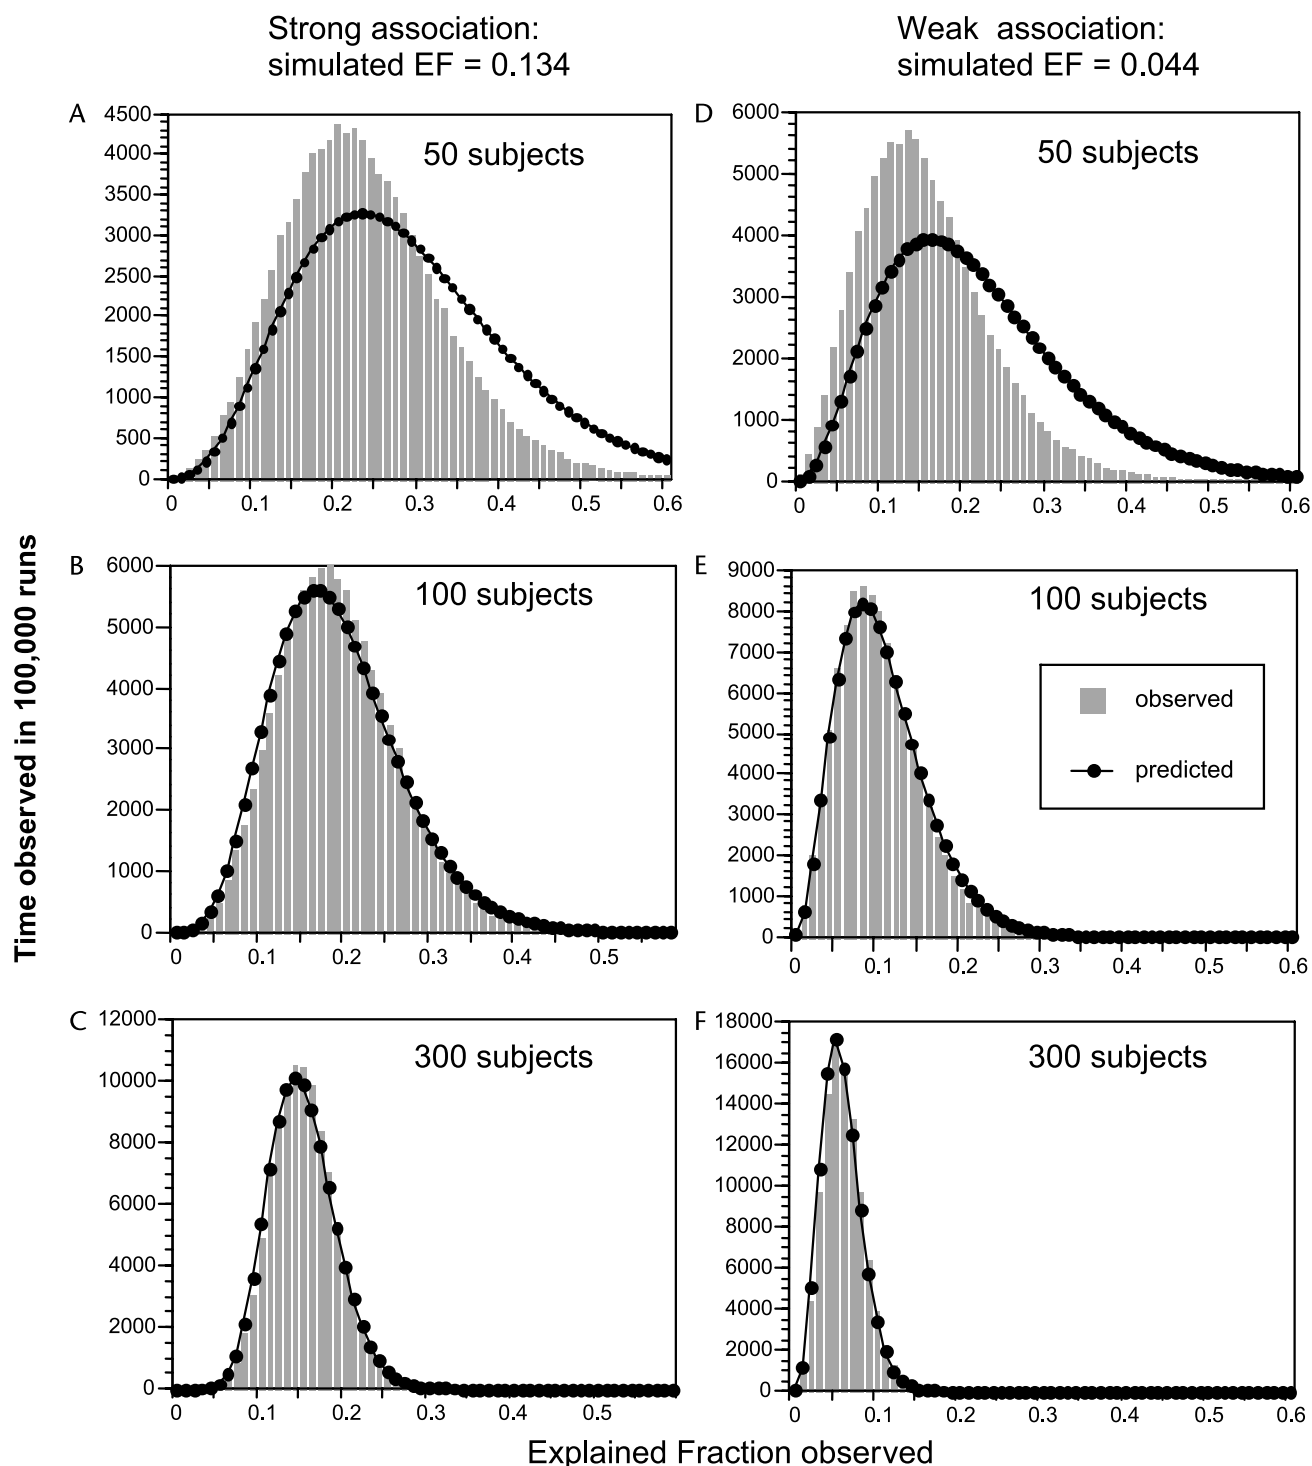 Strong association:
simulated EF = 0.134
Weak association:
simulated EF = 0.044
A
50 subjects
4500
4000
3500
3000
2500
2000
1500
1000
500
0
0 0.1 0.2 0.3 0.4 0.5 0.6
D
50 subjects
6000
5000
4000
3000
2000
1000
0
0 0.1 0.2 0.3 0.4 0.5 0.6
Time observed in 100,000 runs
B
100 subjects
6000
5000
4000
3000
2000
1000
0
0 0.1 0.2 0.3 0.4 0.5
E
100 subjects
9000
8000
7000
6000
5000
4000
3000
2000
1000
0
observed
predicted
0 0.1 0.2 0.3 0.4 0.5 0.6
C
300 subjects
12000
10000
8000
6000
4000
2000
0
0 0.1 0.2 0.3 0.4 0.5
F
300 subjects
18000
16000
14000
12000
10000
8000
6000
4000
2000
0
0 0.1 0.2 0.3 0.4 0.5 0.6
Explained Fraction observed